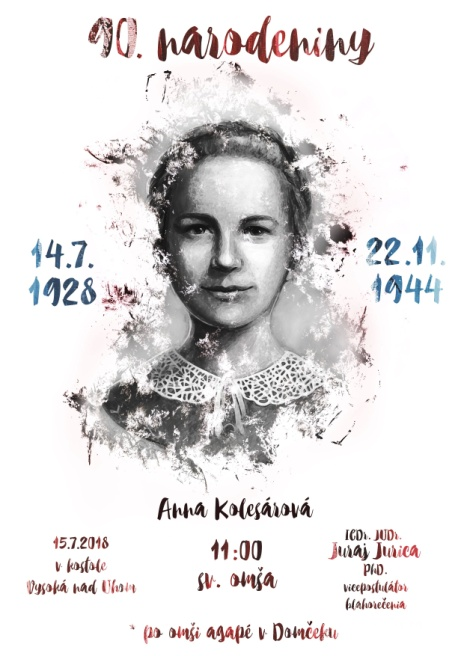 90. narodeniny
14.7.
1928
22.11.
1944
Anna Kolesárová
15.7.2018
v kostole
Vysoká nad Uhom
11:00
sv. omša
ICDr. JUDr.
Juraj Jurica
PhD.
vicepostulátor
blahorečenia
* po omši agapé v Domčeku